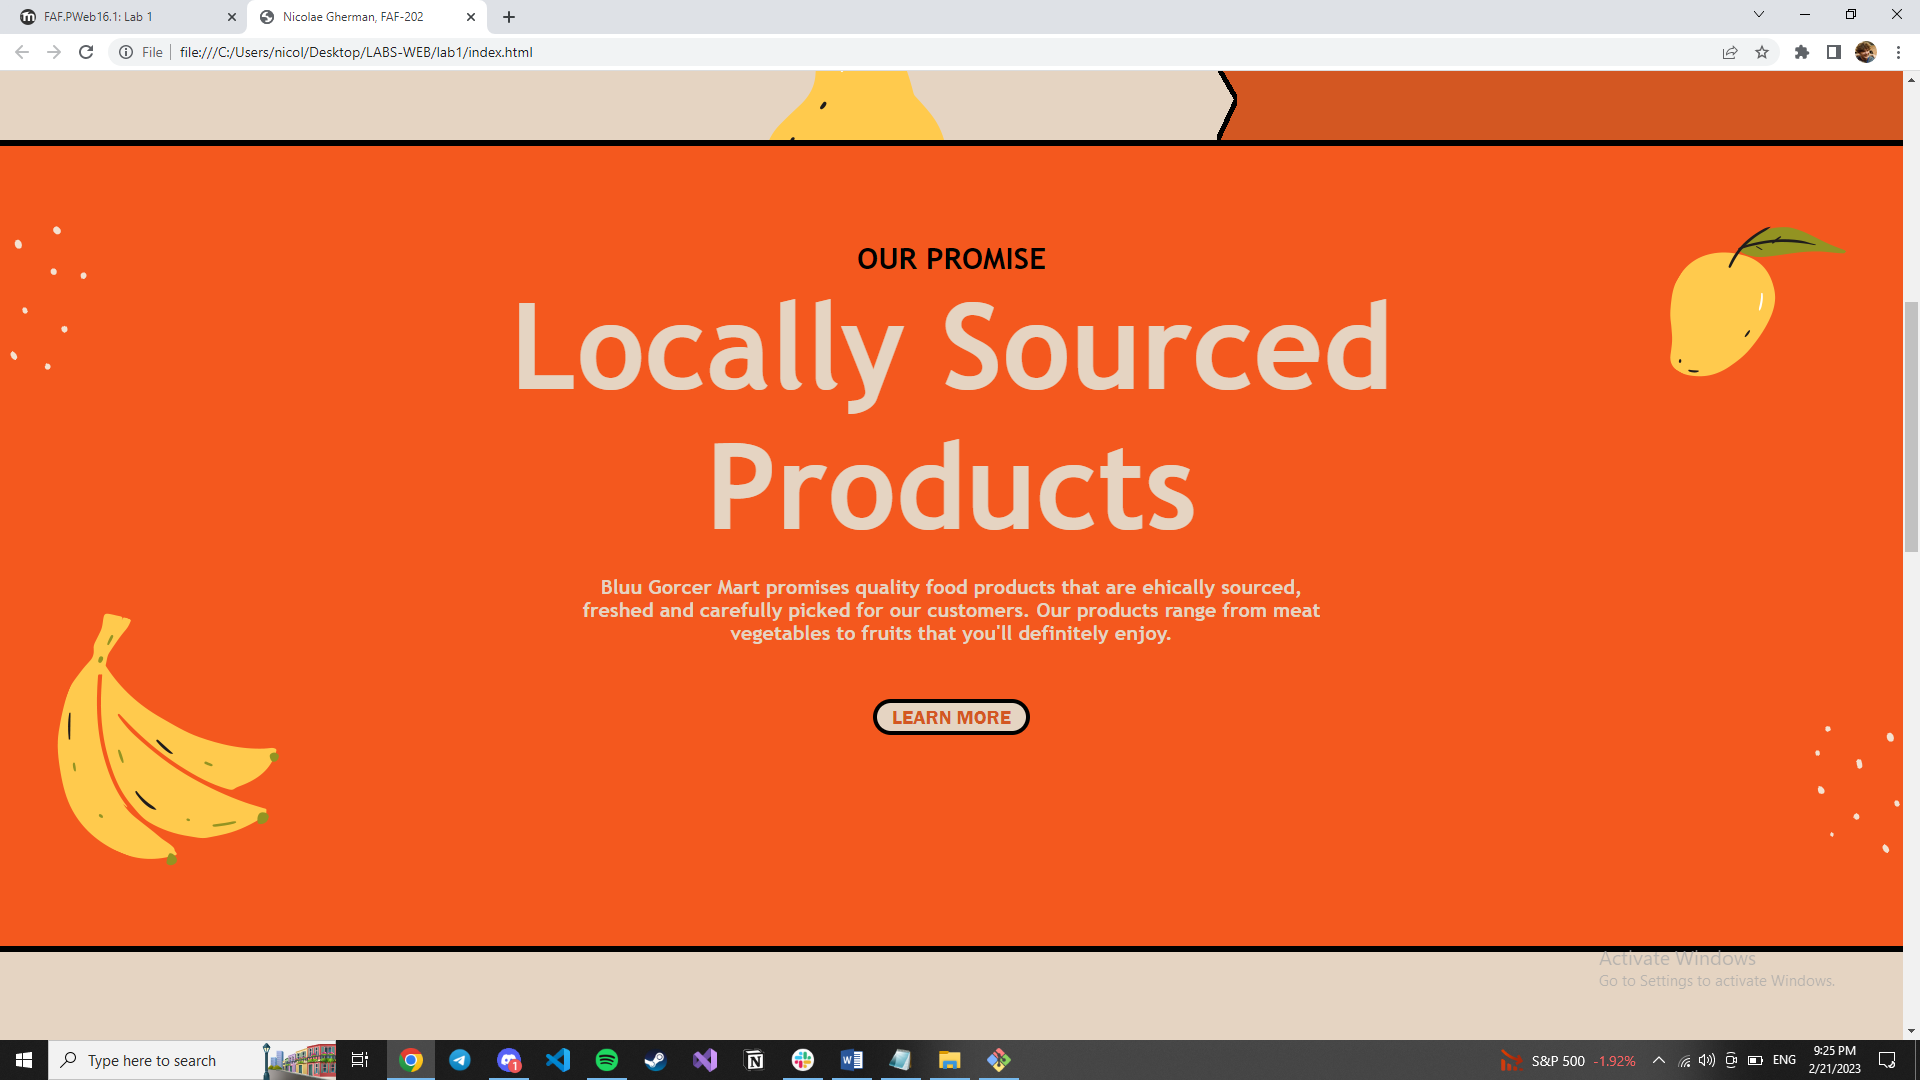 FAF.PWeb16.1: Lab 1
Nicolae Gherman, FAF-202
File
file:///C:/Users/nicol/Desktop/LABS-WEB/lab1/index.html
OUR PROMISE
Locally Sourced
Products
Bluu Gorcer Mart promises quality food products that are ehically sourced,
freshed and carefully picked for our customers. Our products range from meat
vegetables to fruits that you'll definitely enjoy.
LEARN MORE
Activate Windows
Go to Settings to activate Windows.
Type here to search
1
S&P 500 -1.92%
ENG
9:25 PM
2/21/2023